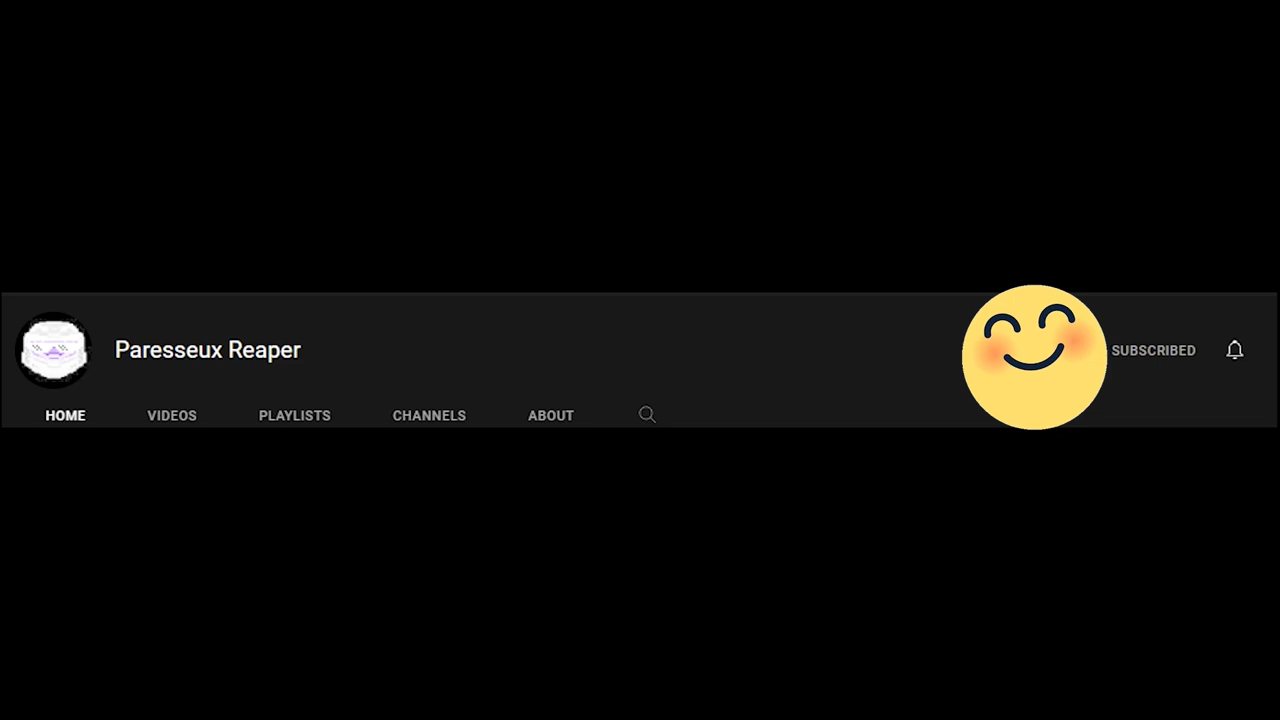 Paresseux Reaper
SUBSCRIBED
HOME VIDEOS PLAYLISTS CHANNELS ABOUT